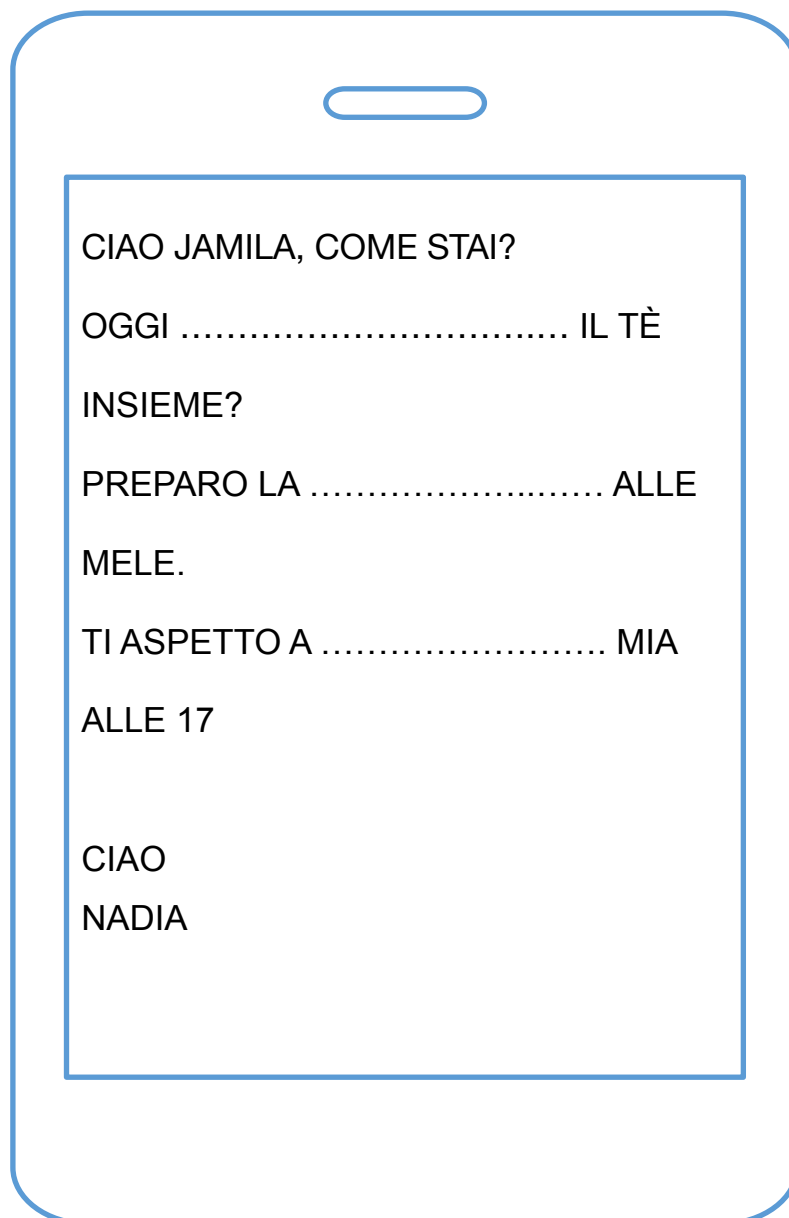 CIAO JAMILA, COME STAI?
OGGI …………………………….… IL TÈ
INSIEME?
PREPARO LA ………………..…… ALLE
MELE.
TI ASPETTO A ……………………. MIA
ALLE 17
CIAO
NADIA